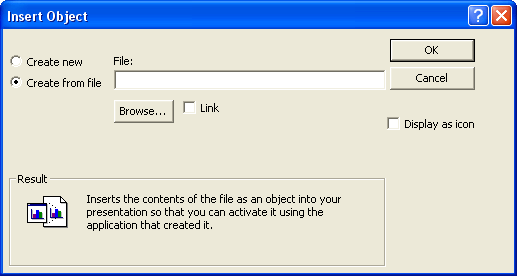 Insert Object
Create new
File:
OK
Create from file
Cancel
Browse...
Link
Display as icon
Result
Inserts the contents of the file as an object into your
presentation so that you can activate it using the
application that created it.